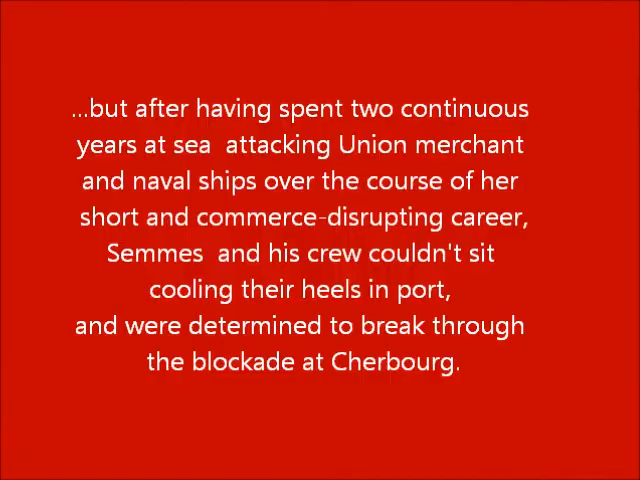 ...but after having spent two continuous
years at sea  attacking Union merchant
and naval ships over the course of her
short and commerce-disrupting career,
Semmes  and his crew couldn't sit
cooling their heels in port,
and were determined to break through
the blockade at Cherbourg.